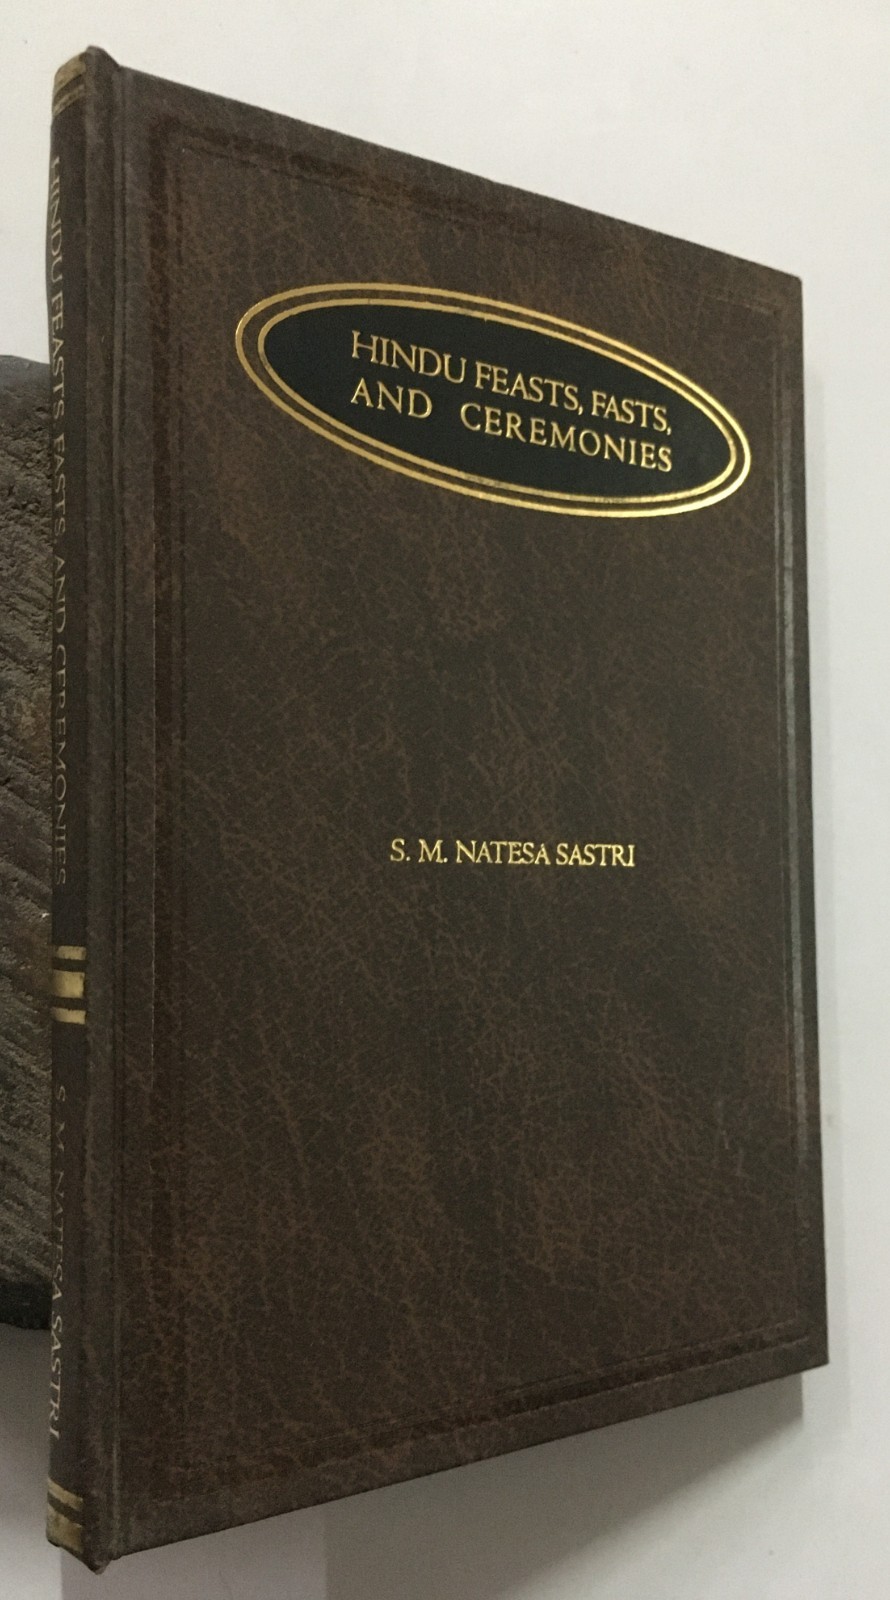 HINDU FEASTS, FASTS,
AND CEREMONIES
S. M. NATESA SASTRI
HINDU FEASTS, FASTS, AND CEREMONIES
S. M. NATESA SASTRI